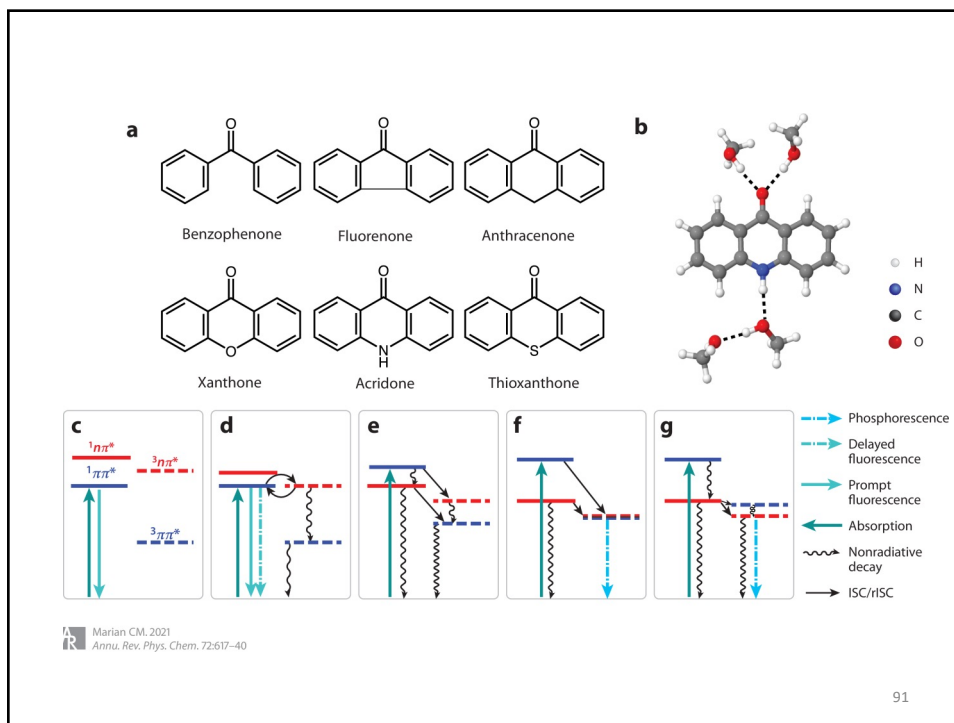 a
O
O
O
Benzophenone
Fluorenone
Anthracenone
O
O
O
O
N
H
S
Xanthone
Acridone
Thioxanthone
b
H
N
C
O
c
¹nπ*
³nπ*
¹ππ*
³ππ*
d
e
f
g
Phosphorescence
Delayed
fluorescence
Prompt
fluorescence
Absorption
Nonradiative
decay
ISC/rISC
AR
Marian CM. 2021
Annu. Rev. Phys. Chem. 72:617–40
91